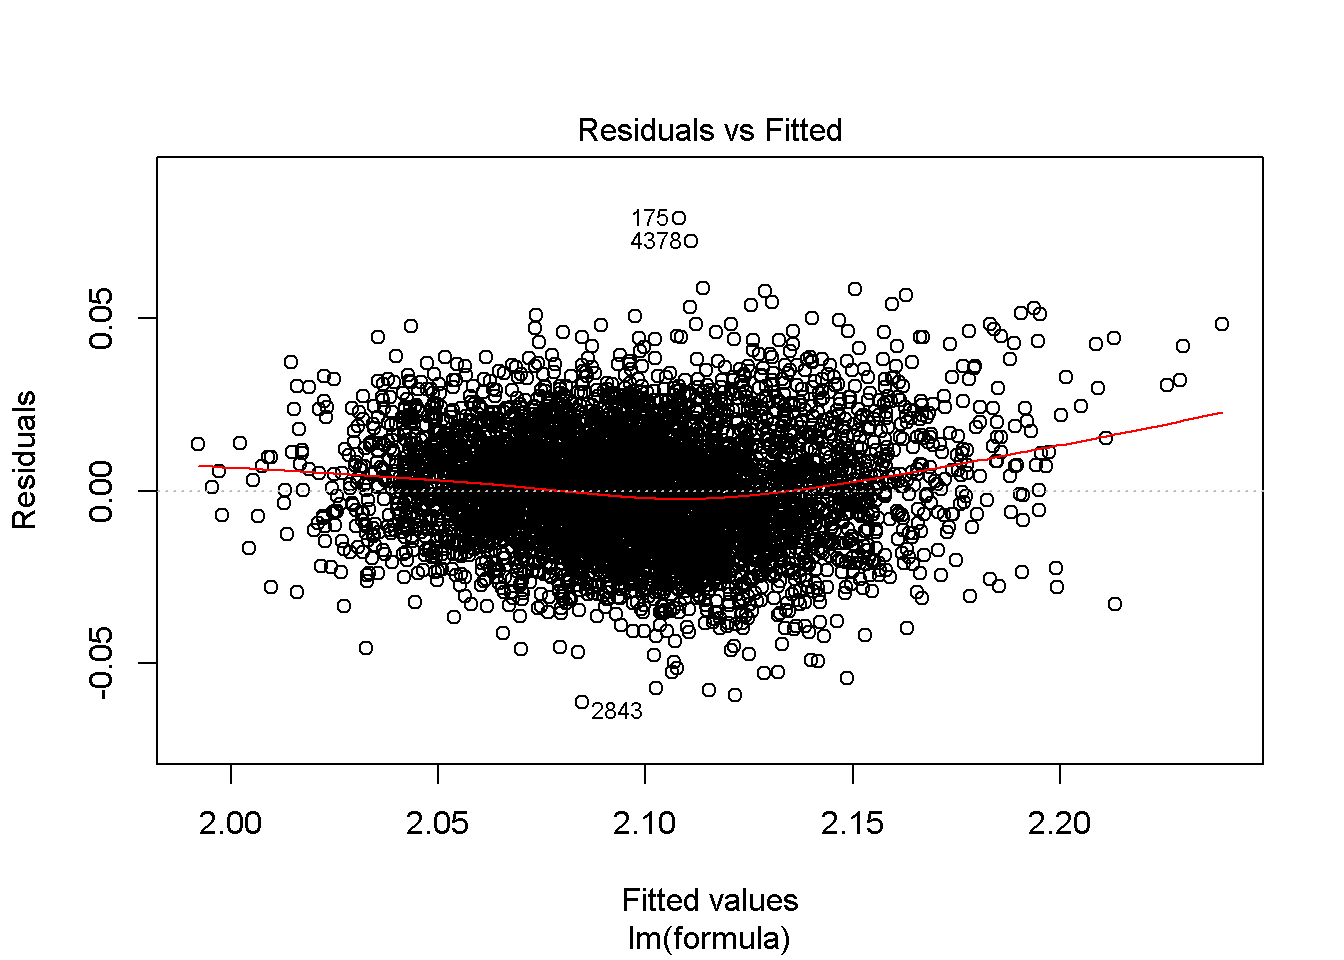 Residuals vs Fitted
175
4378
2843
Residuals
-0.05
0.00
0.05
2.00 2.05 2.10 2.15 2.20
Fitted values
lm(formula)